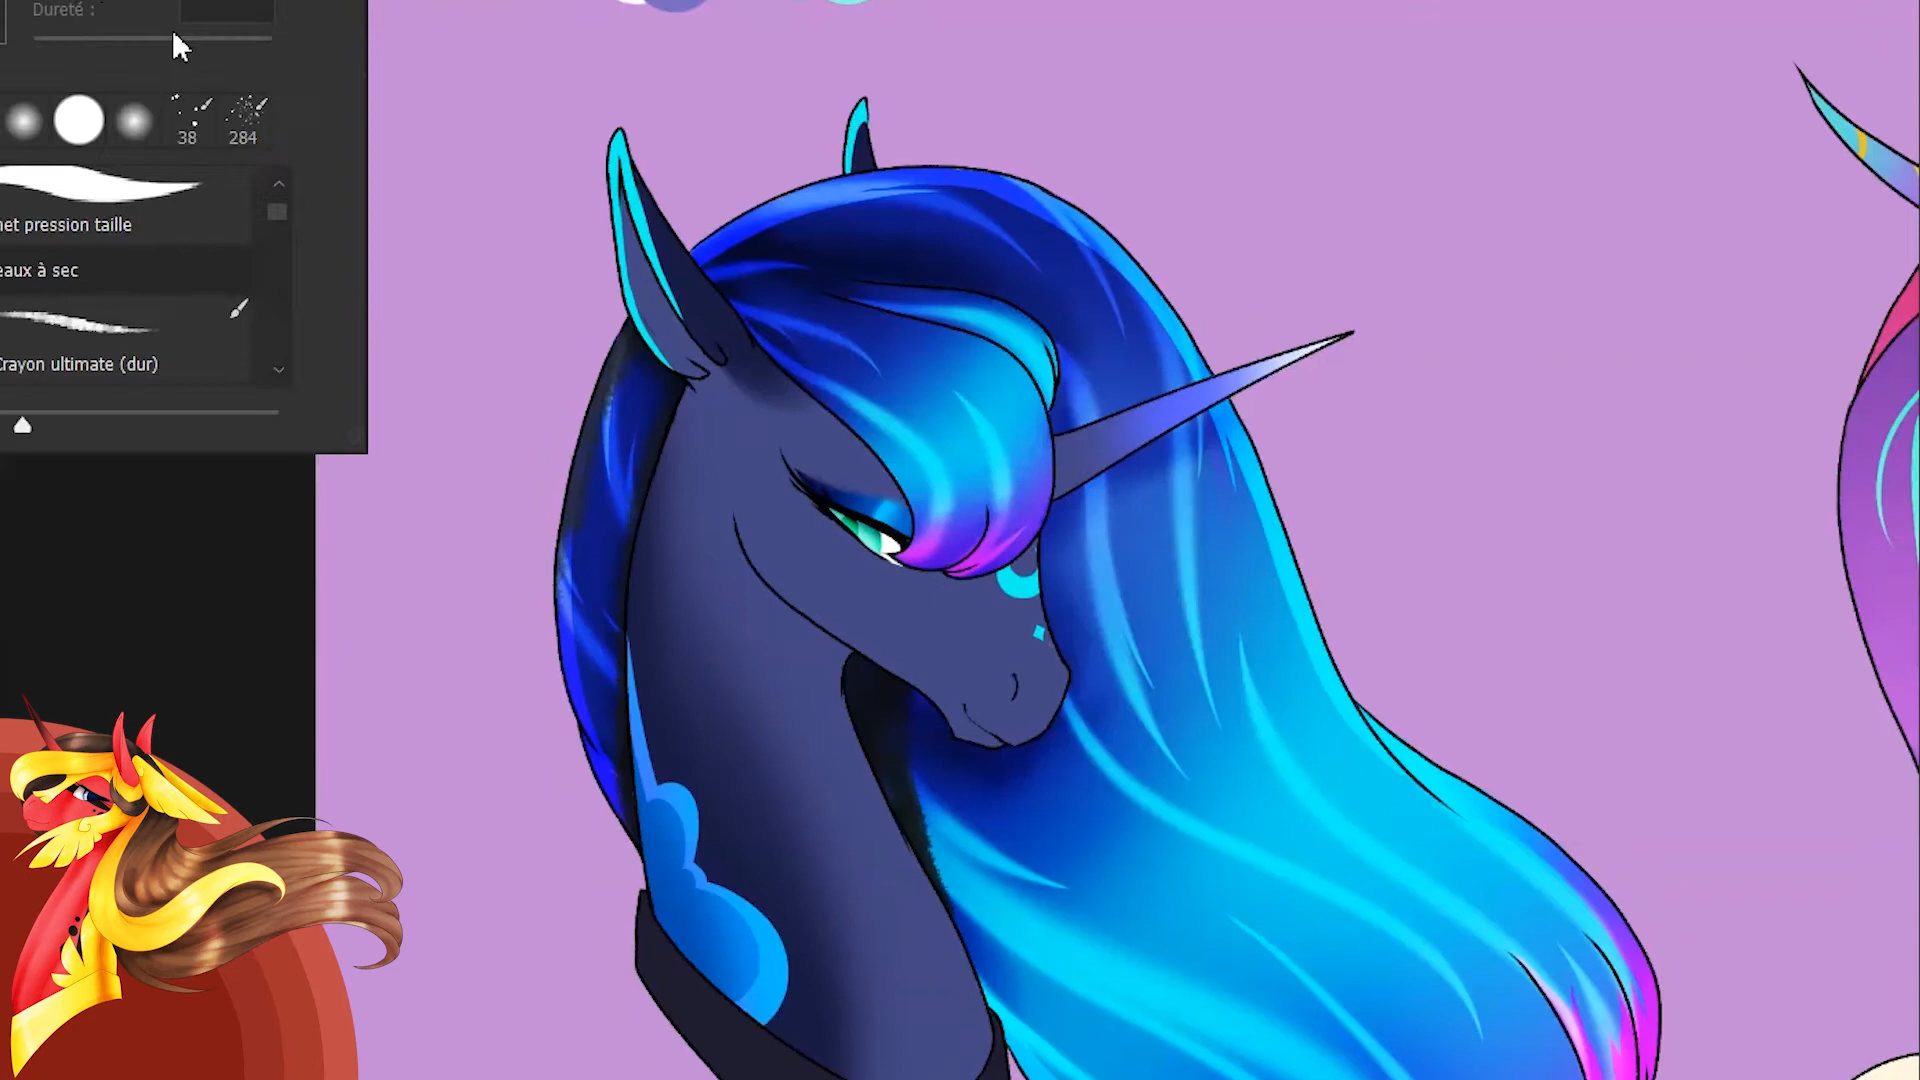 Dureté :
38 284
net pression taille
eaux à sec
Crayon ultimate (dur)